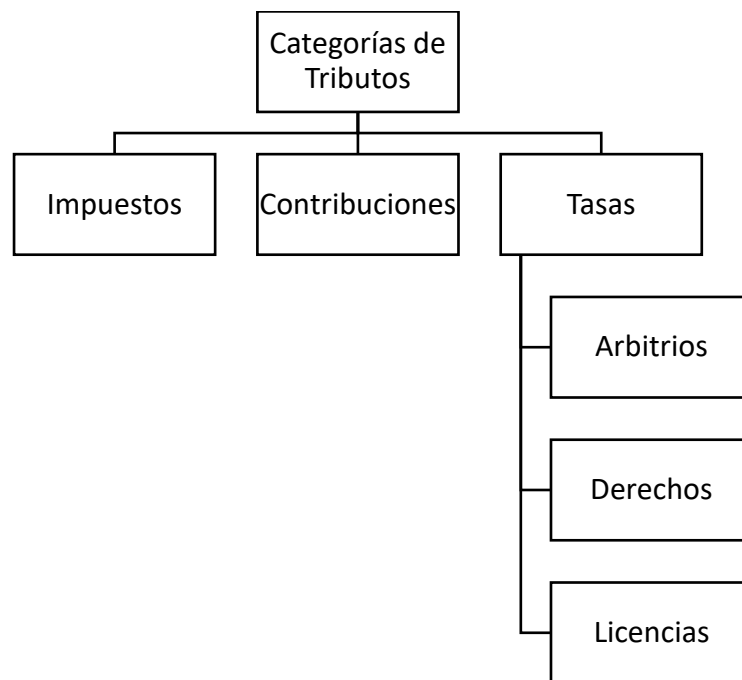 Categorías de
Tributos
Impuestos
Contribuciones
Tasas
Arbitrios
Derechos
Licencias